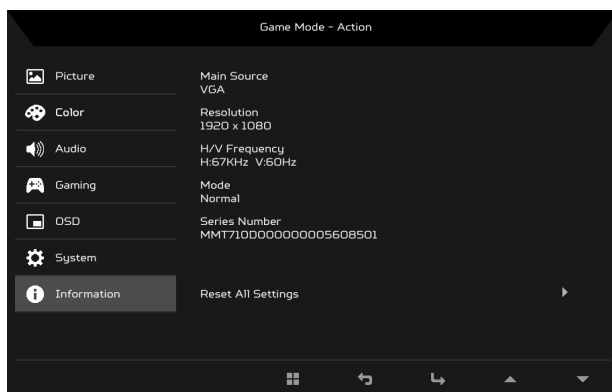 Game Mode - Action
Picture
Color
Audio
Gaming
OSD
System
Information
Main Source
VGA
Resolution
1920 x 1080
H/V Frequency
H:67KHz V:60Hz
Mode
Normal
Series Number
MMT710D000000005608501
Reset All Settings